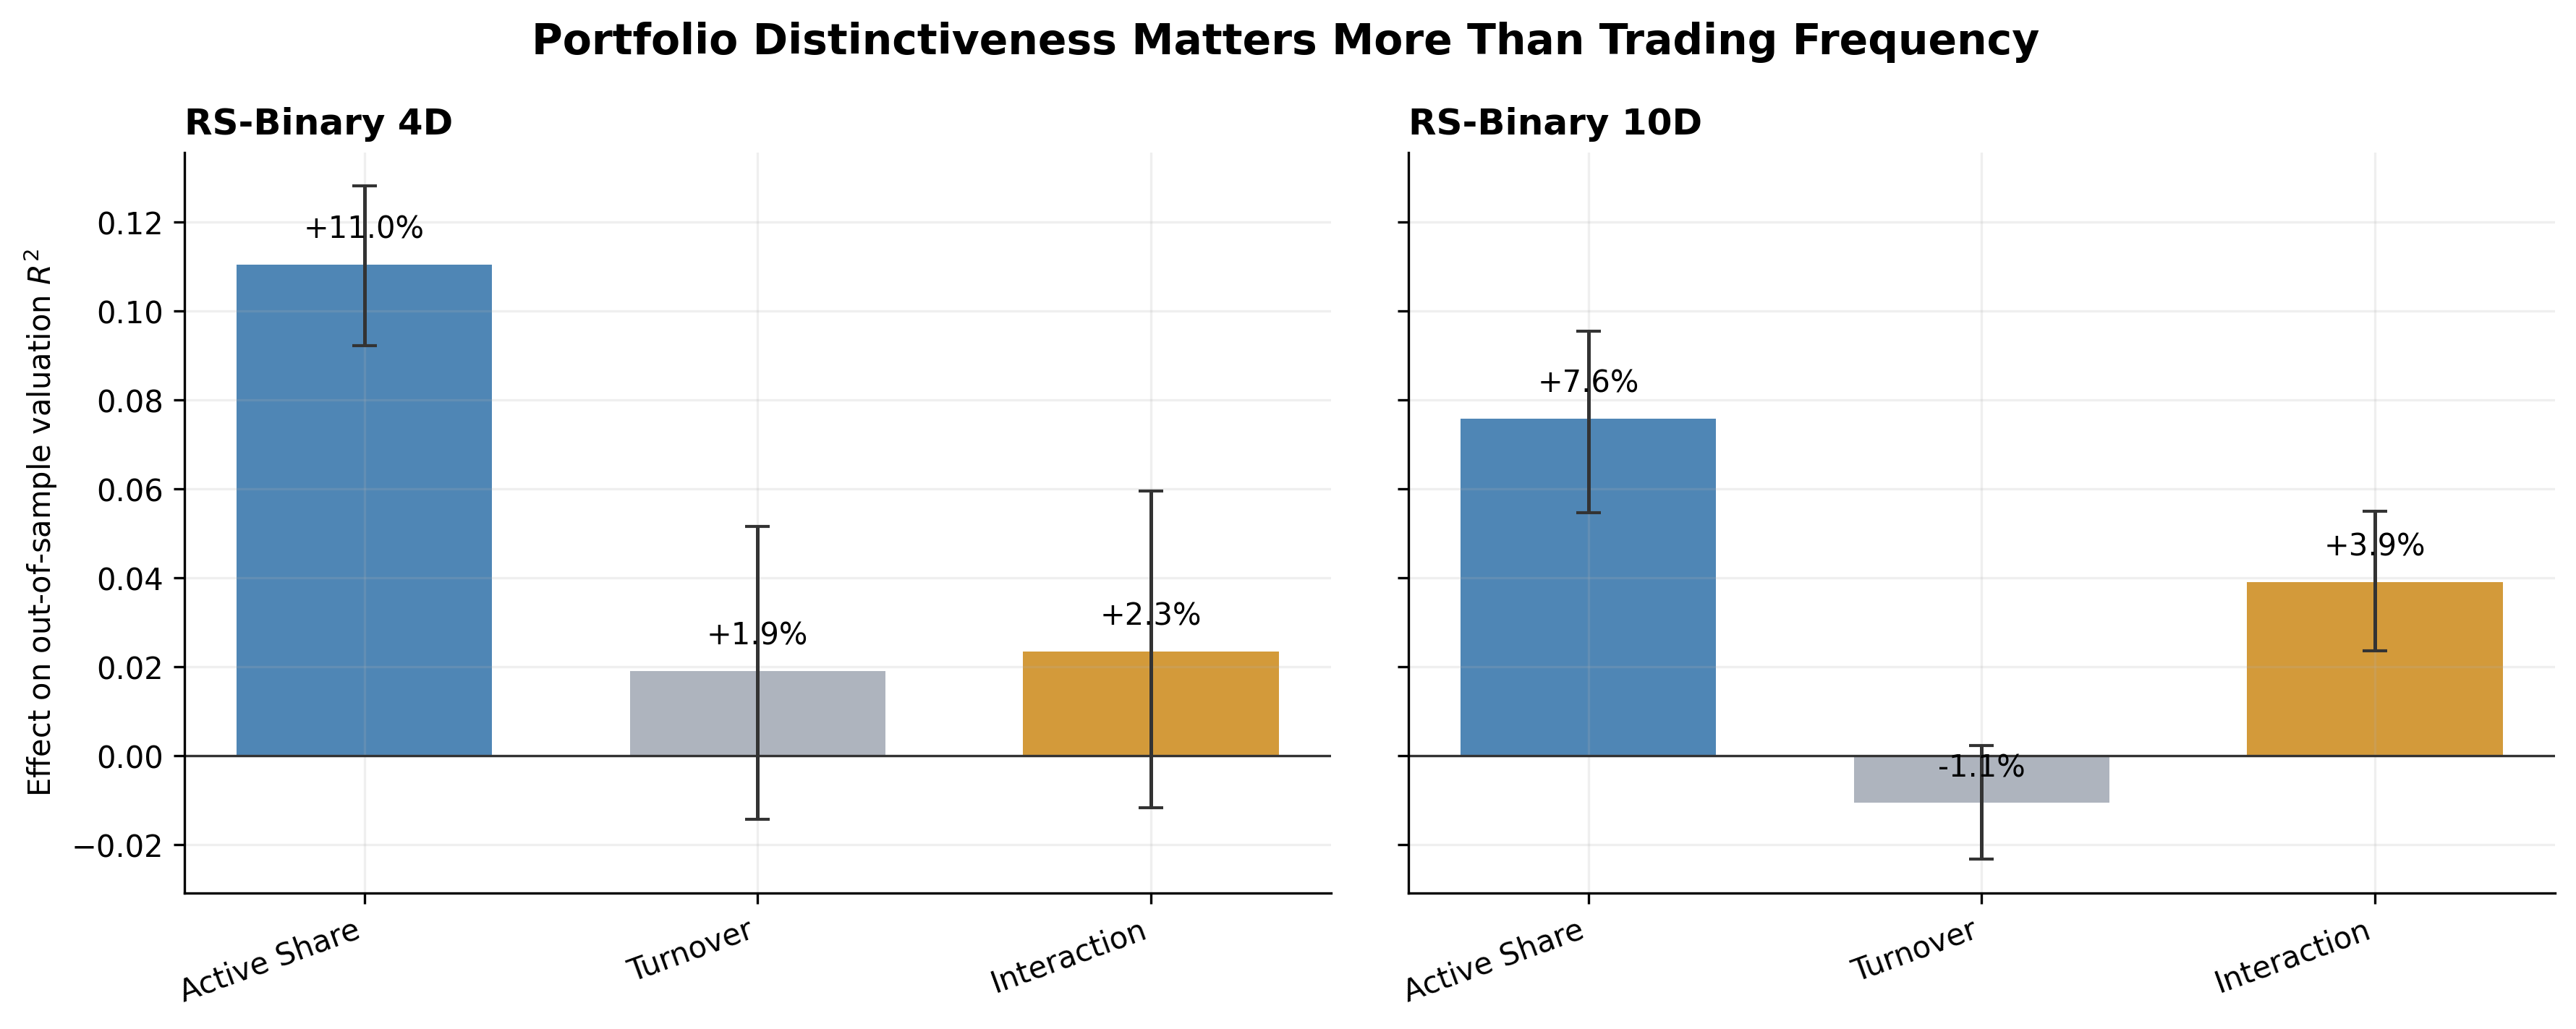 Portfolio Distinctiveness Matters More Than Trading Frequency
RS-Binary 4D
Effect on out-of-sample valuation R²
0.12
0.10
0.08
0.06
0.04
0.02
0.00
−0.02
+11.0%
+1.9%
+2.3%
Active Share
Turnover
Interaction
RS-Binary 10D
+7.6%
-1.1%
+3.9%
Active Share
Turnover
Interaction